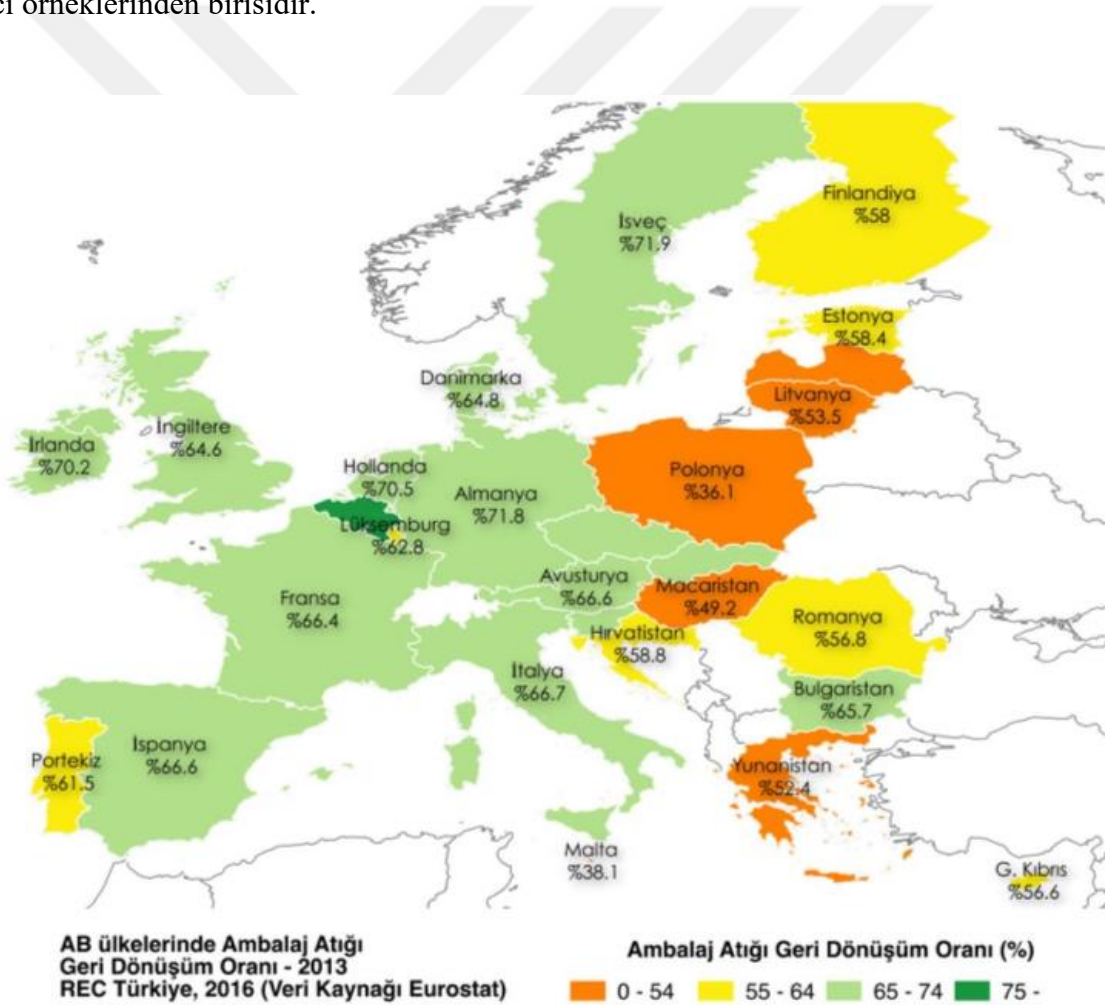 ci örneklerinden birisidir.
Finlandiya
%58
İsveç
%71.9
Estonya
%58.4
Danimarka
%64.8
Litvanya
%53.5
İrlanda
%70.2
İngiltere
%64.6
Hollanda
%70.5
Almanya
%71.8
Polonya
%36.1
Lüksemburg
%62.8
Avusturya
%66.6
Macaristan
%49.2
Fransa
%66.4
Romanya
%56.8
Hırvatistan
%58.8
İtalya
%66.7
Bulgaristan
%65.7
Portekiz
%61.5
İspanya
%66.6
Yunanistan
%52.4
Malta
%38.1
G. Kıbrıs
%56.6
AB ülkelerinde Ambalaj Atığı
Geri Dönüşüm Oranı - 2013
REC Türkiye, 2016 (Veri Kaynağı Eurostat)
Ambalaj Atığı Geri Dönüşüm Oranı (%)
0 - 54 55 - 64 65 - 74 75 -